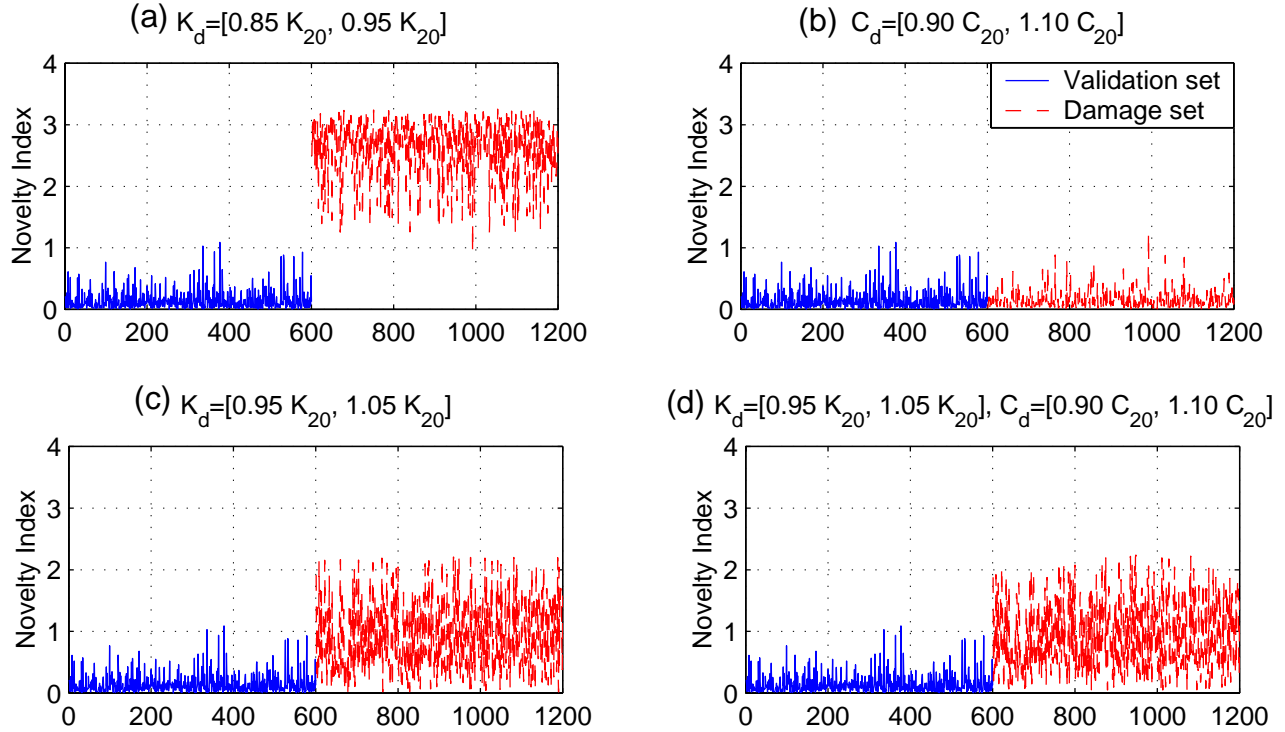 (a) K_d=[0.85 K_20, 0.95 K_20]
4
3
2
1
0
Novelty Index
0 200 400 600 800 1000 1200
(b) C_d=[0.90 C_20, 1.10 C_20]
4
3
2
1
0
Novelty Index
Validation set
Damage set
0 200 400 600 800 1000 1200
(c) K_d=[0.95 K_20, 1.05 K_20]
4
3
2
1
0
Novelty Index
0 200 400 600 800 1000 1200
(d) K_d=[0.95 K_20, 1.05 K_20], C_d=[0.90 C_20, 1.10 C_20]
4
3
2
1
0
Novelty Index
0 200 400 600 800 1000 1200